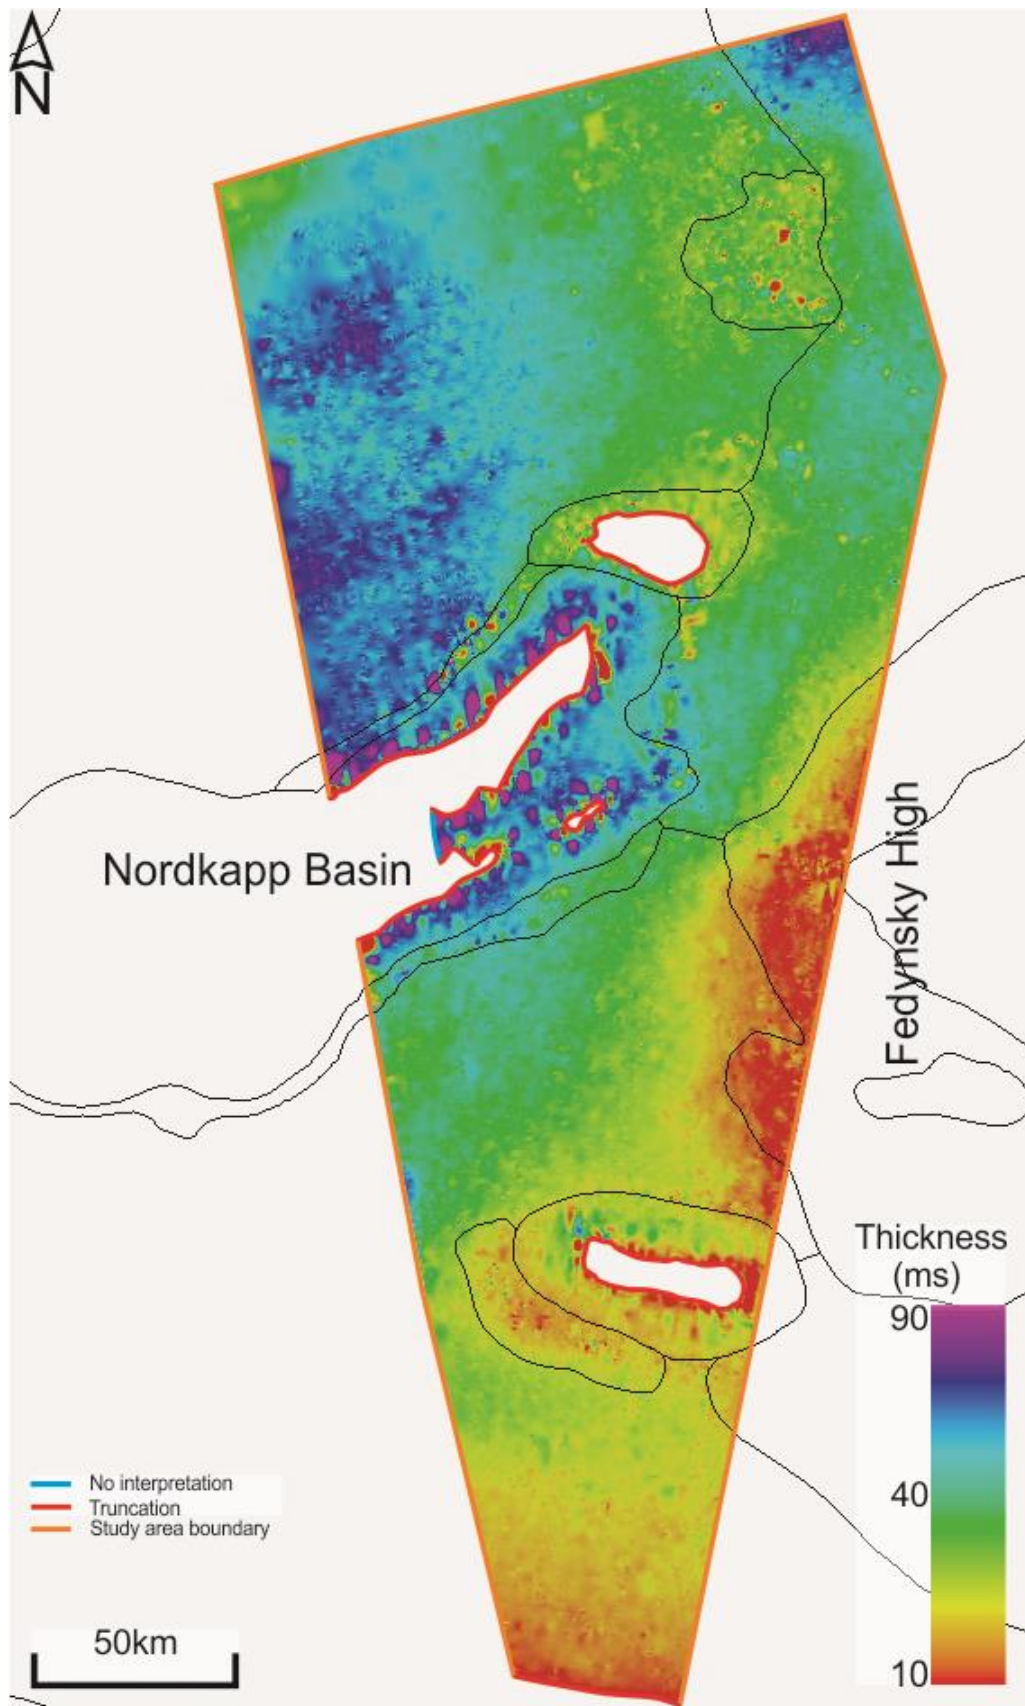 N
Nordkapp Basin
Fedynsky High
Thickness
(ms)
90
40
10
No interpretation
Truncation
Study area boundary
50km